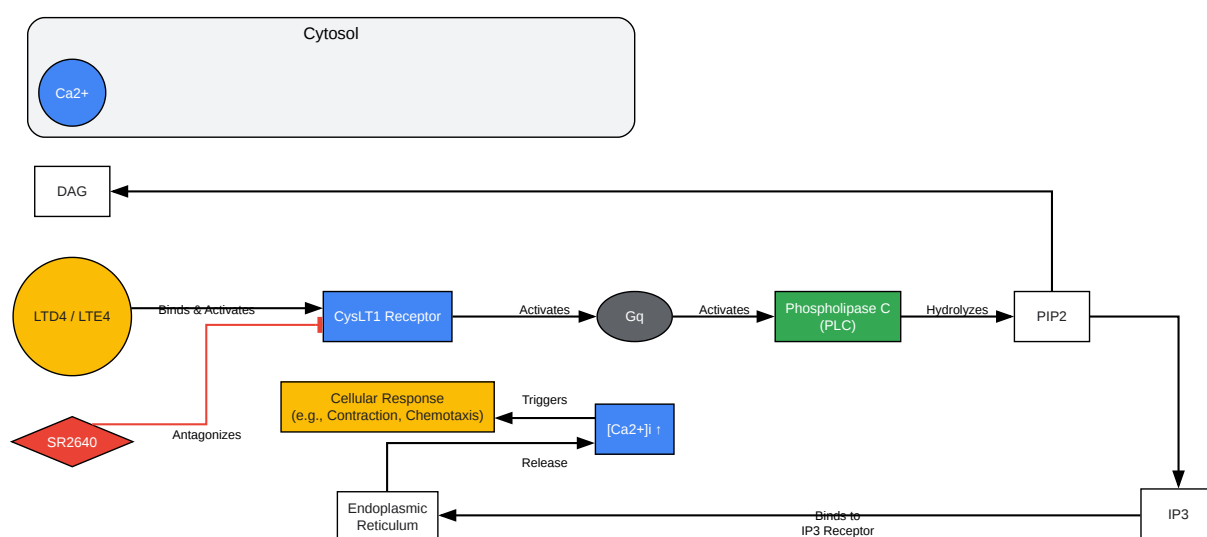 Cytosol
Ca2+
DAG
LTD4 / LTE4
Binds & Activates
CysLT1 Receptor
Activates
Gq
Activates
Phospholipase C
(PLC)
Hydrolyzes
PIP2
Cellular Response
(e.g., Contraction, Chemotaxis)
Triggers
[Ca2+]i ↑
SR2640
Antagonizes
Release
Endoplasmic
Reticulum
Binds to
IP3 Receptor
IP3